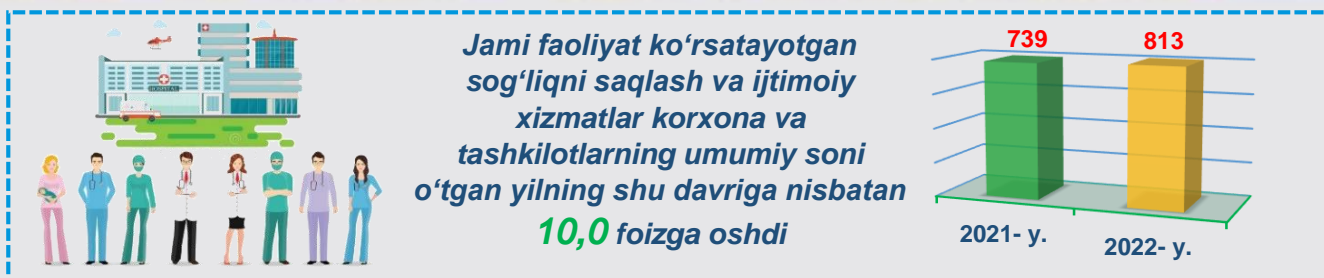 HOSPITAL
Jami faoliyat ko‘rsatayotgan
sog‘liqni saqlash va ijtimoiy
xizmatlar korxona va
tashkilotlarning umumiy soni
o‘tgan yilning shu davriga nisbatan
10,0 foizga oshdi
739
813
2021- y.
2022- y.